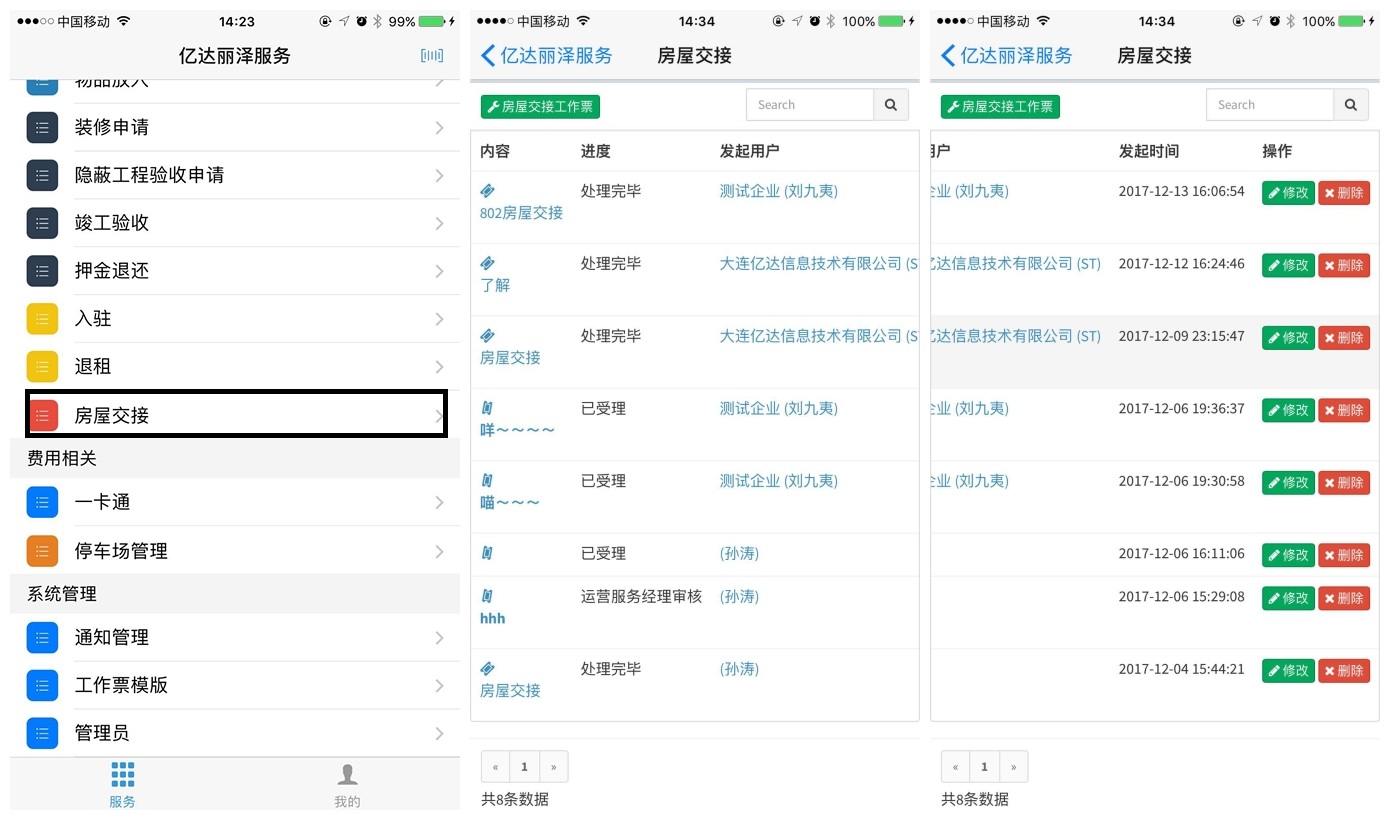 中国移动
14:23
99%
亿达丽泽服务
物品放入
装修申请
隐蔽工程验收申请
竣工验收
押金退还
入驻
退租
房屋交接
费用相关
一卡通
停车场管理
系统管理
通知管理
工作票模版
管理员
服务
我的
中国移动
14:34
100%
亿达丽泽服务
房屋交接
房屋交接工作票
Search
内容 进度 发起用户
处理完毕 测试企业 (刘九夷)
802房屋交接
处理完毕 大连亿达信息技术有限公司 (S
了解
处理完毕 大连亿达信息技术有限公司 (S
房屋交接
已受理 测试企业 (刘九夷)
咩~~~~
已受理 测试企业 (刘九夷)
喵~~~
已受理 (孙涛)
运营服务经理审核 (孙涛)
hhh
处理完毕 (孙涛)
房屋交接
« 1 »
共8条数据
中国移动
14:34
100%
亿达丽泽服务
房屋交接
房屋交接工作票
Search
用户 发起时间 操作
企业 (刘九夷) 2017-12-13 16:06:54 修改 删除
亿达信息技术有限公司 (ST) 2017-12-12 16:24:46 修改 删除
亿达信息技术有限公司 (ST) 2017-12-09 23:15:47 修改 删除
企业 (刘九夷) 2017-12-06 19:36:37 修改 删除
企业 (刘九夷) 2017-12-06 19:30:58 修改 删除
2017-12-06 16:11:06 修改 删除
2017-12-06 15:29:08 修改 删除
2017-12-04 15:44:21 修改 删除
« 1 »
共8条数据